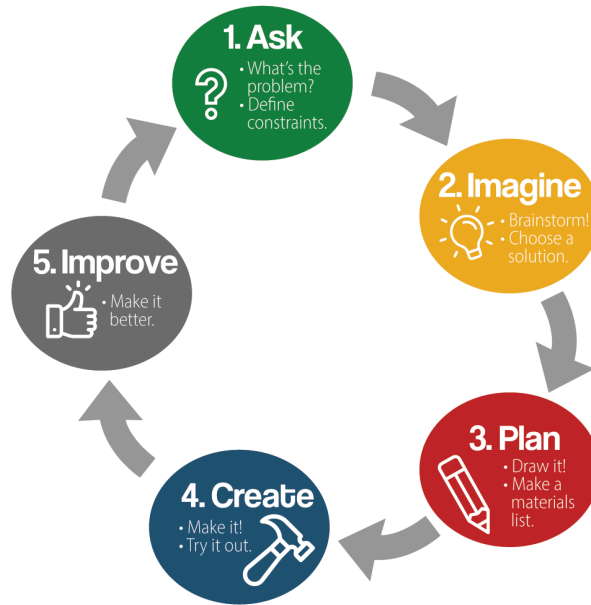 1. Ask
• What's the
problem?
• Define
constraints.
2. Imagine
• Brainstorm!
• Choose a
solution.
3. Plan
• Draw it!
• Make a
materials
list.
4. Create
• Make it!
• Try it out.
5. Improve
• Make it
better.